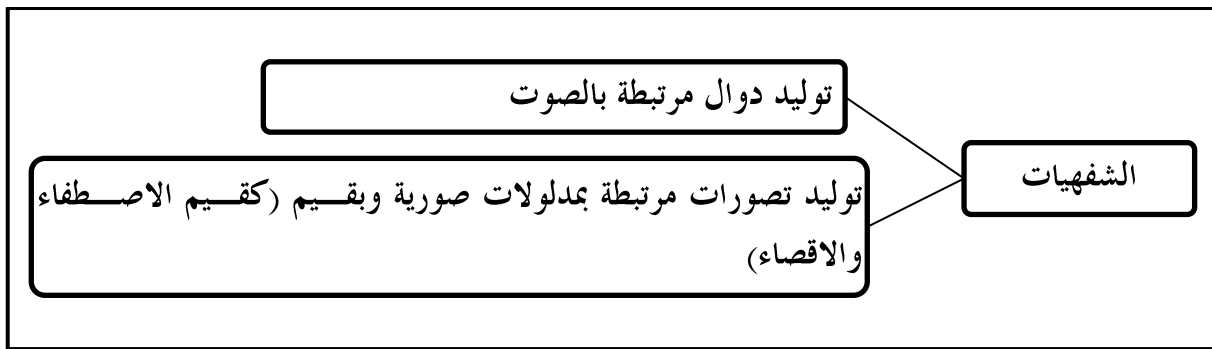 الشفهيات
توليد دوال مرتبطة بالصوت
توليد تصورات مرتبطة بمدلولات صورية وبقيم (كقيم الاصطفاء
والاقصاء)